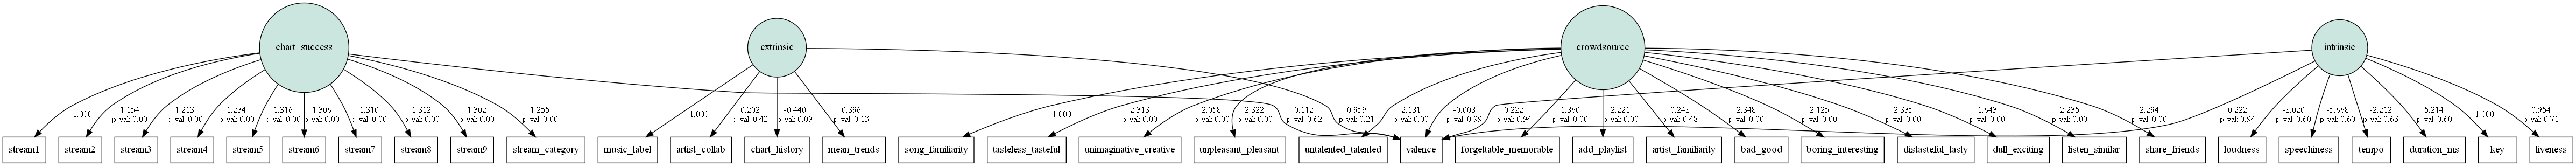 chart_success
extrinsic
crowdsource
intrinsic
1.000
1.154
p-val: 0.00
1.213
p-val: 0.00
1.234
p-val: 0.00
1.316
p-val: 0.00
1.306
p-val: 0.00
1.310
p-val: 0.00
1.312
p-val: 0.00
1.302
p-val: 0.00
1.255
p-val: 0.00
1.000
0.202
p-val: 0.42
-0.440
p-val: 0.09
0.396
p-val: 0.13
1.000
2.313
p-val: 0.00
2.058
p-val: 0.00
2.322
p-val: 0.00
0.112
p-val: 0.62
0.959
p-val: 0.21
2.181
p-val: 0.00
-0.008
p-val: 0.99
0.222
p-val: 0.94
1.860
p-val: 0.00
2.221
p-val: 0.00
0.248
p-val: 0.48
2.348
p-val: 0.00
2.125
p-val: 0.00
2.335
p-val: 0.00
1.643
p-val: 0.00
2.235
p-val: 0.00
2.294
p-val: 0.00
0.222
p-val: 0.94
-8.020
p-val: 0.60
-5.668
p-val: 0.60
-2.212
p-val: 0.63
5.214
p-val: 0.60
1.000
0.954
p-val: 0.71
stream1
stream2
stream3
stream4
stream5
stream6
stream7
stream8
stream9
stream_category
music_label
artist_collab
chart_history
mean_trends
song_familiarity
tasteless_tasteful
unimaginative_creative
unpleasant_pleasant
untalented_talented
valence
forgettable_memorable
add_playlist
artist_familiarity
bad_good
boring_interesting
distasteful_tasty
dull_exciting
listen_similar
share_friends
loudness
speechiness
tempo
duration_ms
key
liveness